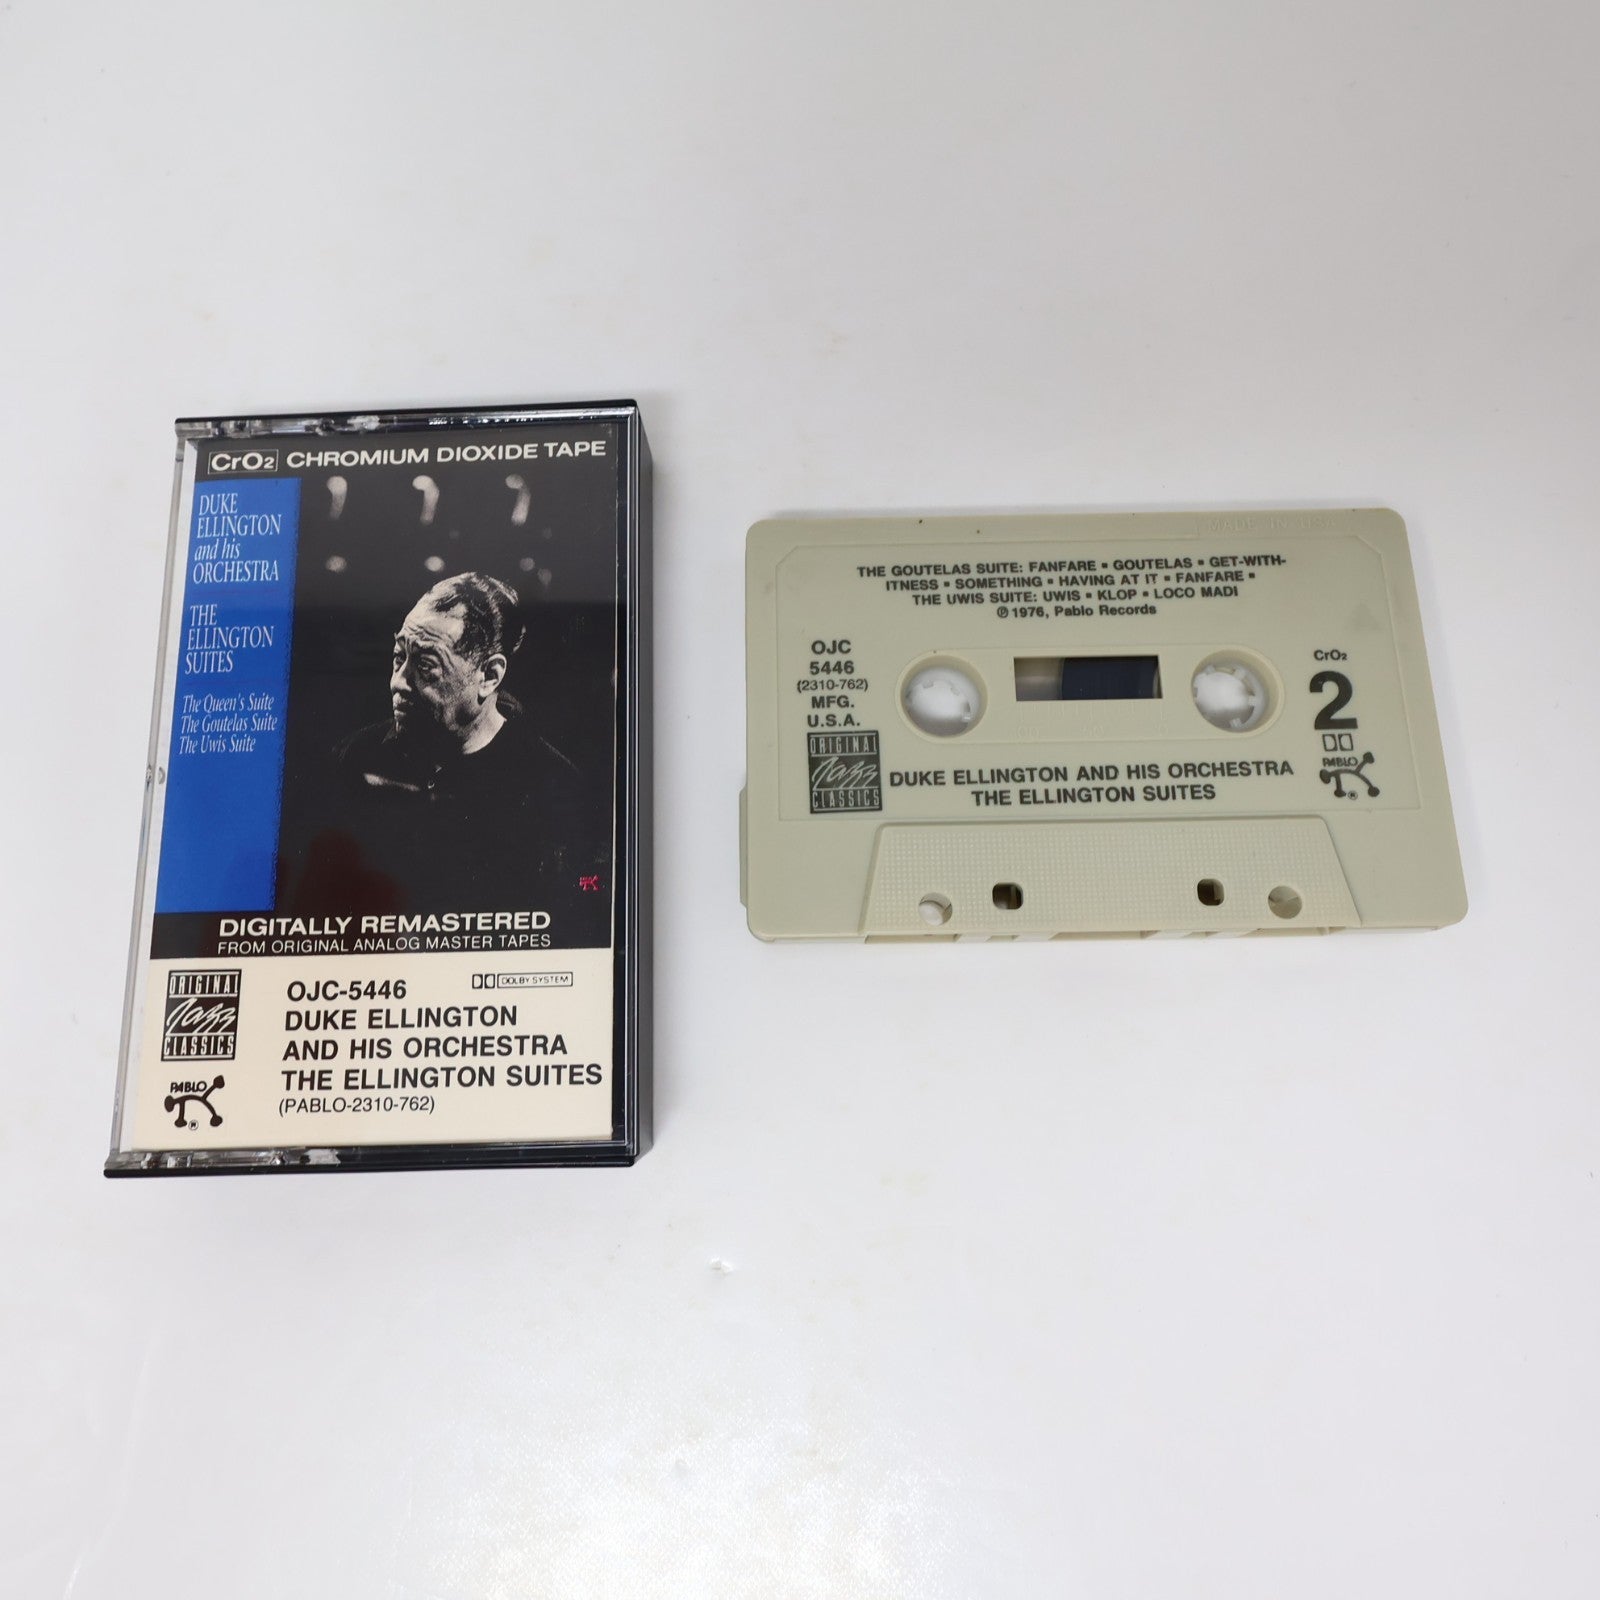 CrO2 CHROMIUM DIOXIDE TAPE
DUKE
ELLINGTON
and his
ORCHESTRA
THE
ELLINGTON
SUITES
The Queen's Suite
The Goutelas Suite
The Uwis Suite
DIGITALLY REMASTERED
FROM ORIGINAL ANALOG MASTER TAPES
ORIGINAL
Jazz
CLASSICS
PABLO
®
DOLBY SYSTEM
OJC-5446
DUKE ELLINGTON
AND HIS ORCHESTRA
THE ELLINGTON SUITES
(PABLO-2310-762)
MADE IN USA
THE GOUTELAS SUITE: FANFARE ▪ GOUTELAS ▪ GET-WITH-
ITNESS ▪ SOMETHING ▪ HAVING AT IT ▪ FANFARE ▪
THE UWIS SUITE: UWIS ▪ KLOP ▪ LOCO MADI
℗ 1976, Pablo Records
OJC
5446
(2310-762)
MFG.
U.S.A.
ORIGINAL
Jazz
CLASSICS
CrO2
2
PABLO
®
DUKE ELLINGTON AND HIS ORCHESTRA
THE ELLINGTON SUITES